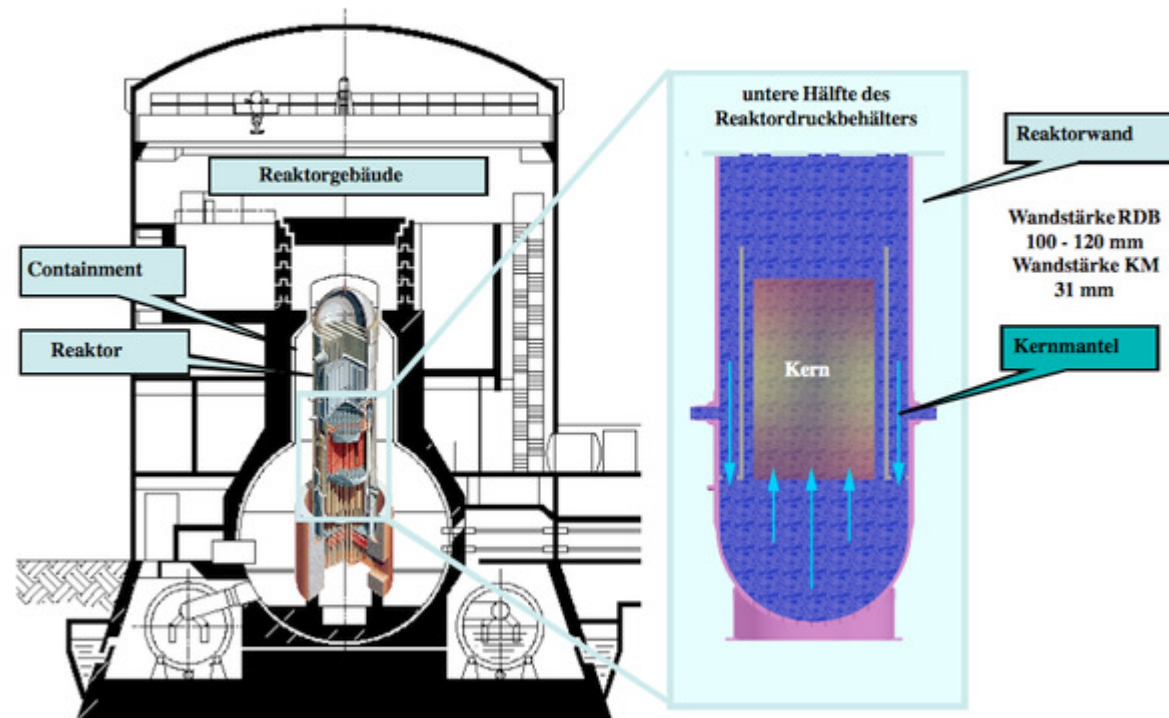 untere Hälfte des
Reaktordruckbehälters
Reaktorwand
Reaktorgebäude
Wandstärke RDB
100 - 120 mm
Wandstärke KM
31 mm
Containment
Reaktor
Kernmantel
Kern